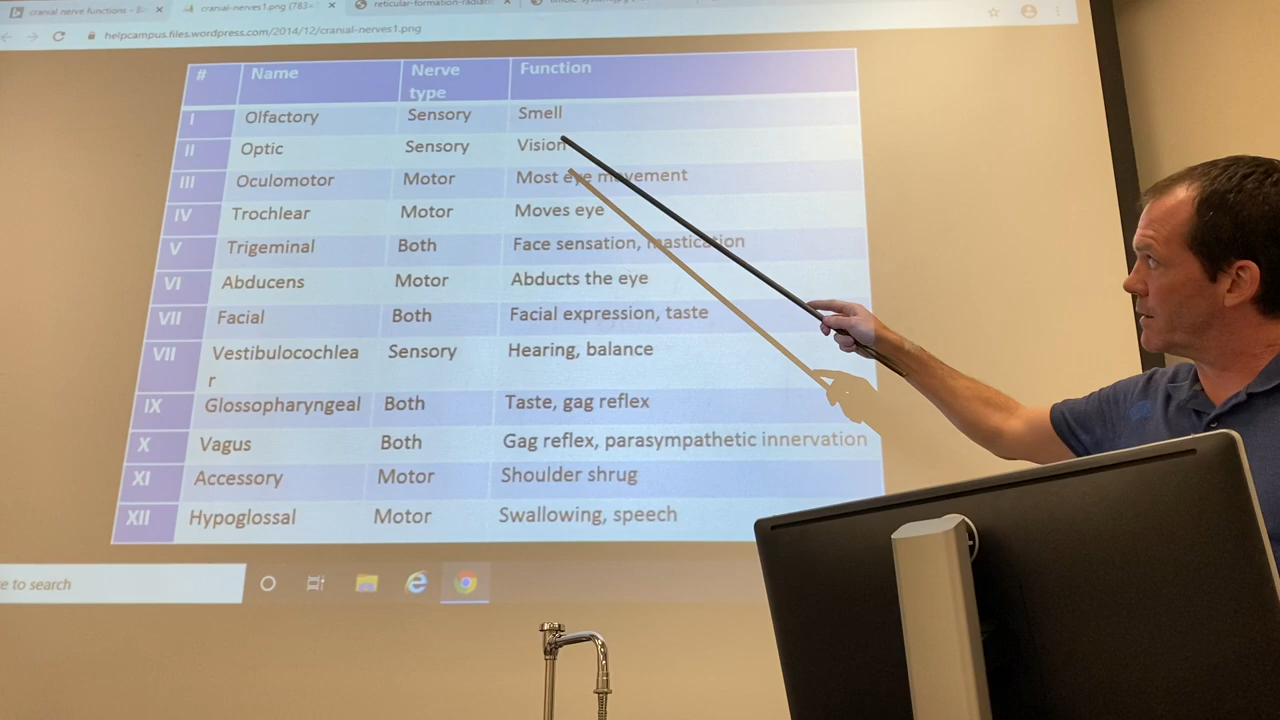 cranial nerve functions - B
cranial-nerves1.png (783×
reticular-formation-radiati
helpcampus.files.wordpress.com/2014/12/cranial-nerves1.png
# Name Nerve type Function
I Olfactory Sensory Smell
II Optic Sensory Vision
III Oculomotor Motor Most eye movement
IV Trochlear Motor Moves eye
V Trigeminal Both Face sensation, mastication
VI Abducens Motor Abducts the eye
VII Facial Both Facial expression, taste
VII Vestibulocochlea
r Sensory Hearing, balance
IX Glossopharyngeal Both Taste, gag reflex
X Vagus Both Gag reflex, parasympathetic innervation
XI Accessory Motor Shoulder shrug
XII Hypoglossal Motor Swallowing, speech
e to search